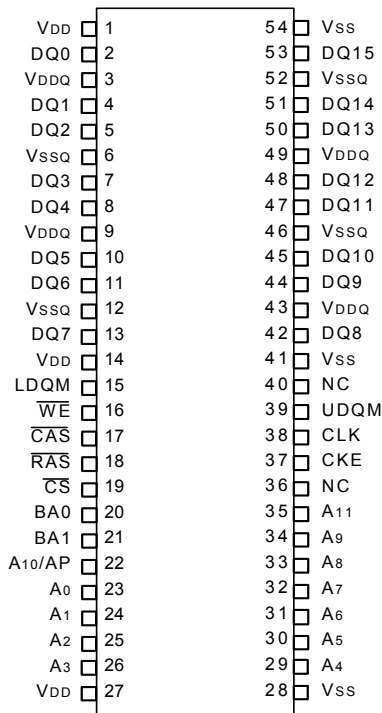 VDD 1 54 VSS
DQ0 2 53 DQ15
VDDQ 3 52 VSSQ
DQ1 4 51 DQ14
DQ2 5 50 DQ13
VSSQ 6 49 VDDQ
DQ3 7 48 DQ12
DQ4 8 47 DQ11
VDDQ 9 46 VSSQ
DQ5 10 45 DQ10
DQ6 11 44 DQ9
VSSQ 12 43 VDDQ
DQ7 13 42 DQ8
VDD 14 41 VSS
LDQM 15 40 NC
W̅E̅ 16 39 UDQM
C̅A̅S̅ 17 38 CLK
R̅A̅S̅ 18 37 CKE
C̅S̅ 19 36 NC
BA0 20 35 A11
BA1 21 34 A9
A10/AP 22 33 A8
A0 23 32 A7
A1 24 31 A6
A2 25 30 A5
A3 26 29 A4
VDD 27 28 VSS